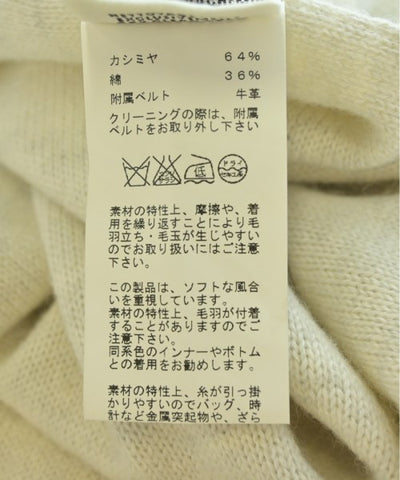 カシミヤ 64%
綿 36%
附属ベルト 牛革
クリーニングの際は、附属
ベルトをお取り外し下さい
低
ドライ
素材の特性上、摩擦や、着
用を繰り返すことにより毛
羽立ち・毛玉が生じやすい
のでお取り扱いにはご注意
下さい。
この製品は、ソフトな風合
いを重視しています。
素材の特性上、毛羽が付着
することがありますのでご
注意下さい。
同系色のインナーやボトム
との着用をお勧めします。
素材の特性上、糸が引っ掛
かりやすいのでバッグ、時
計など金属突起物や、ざら